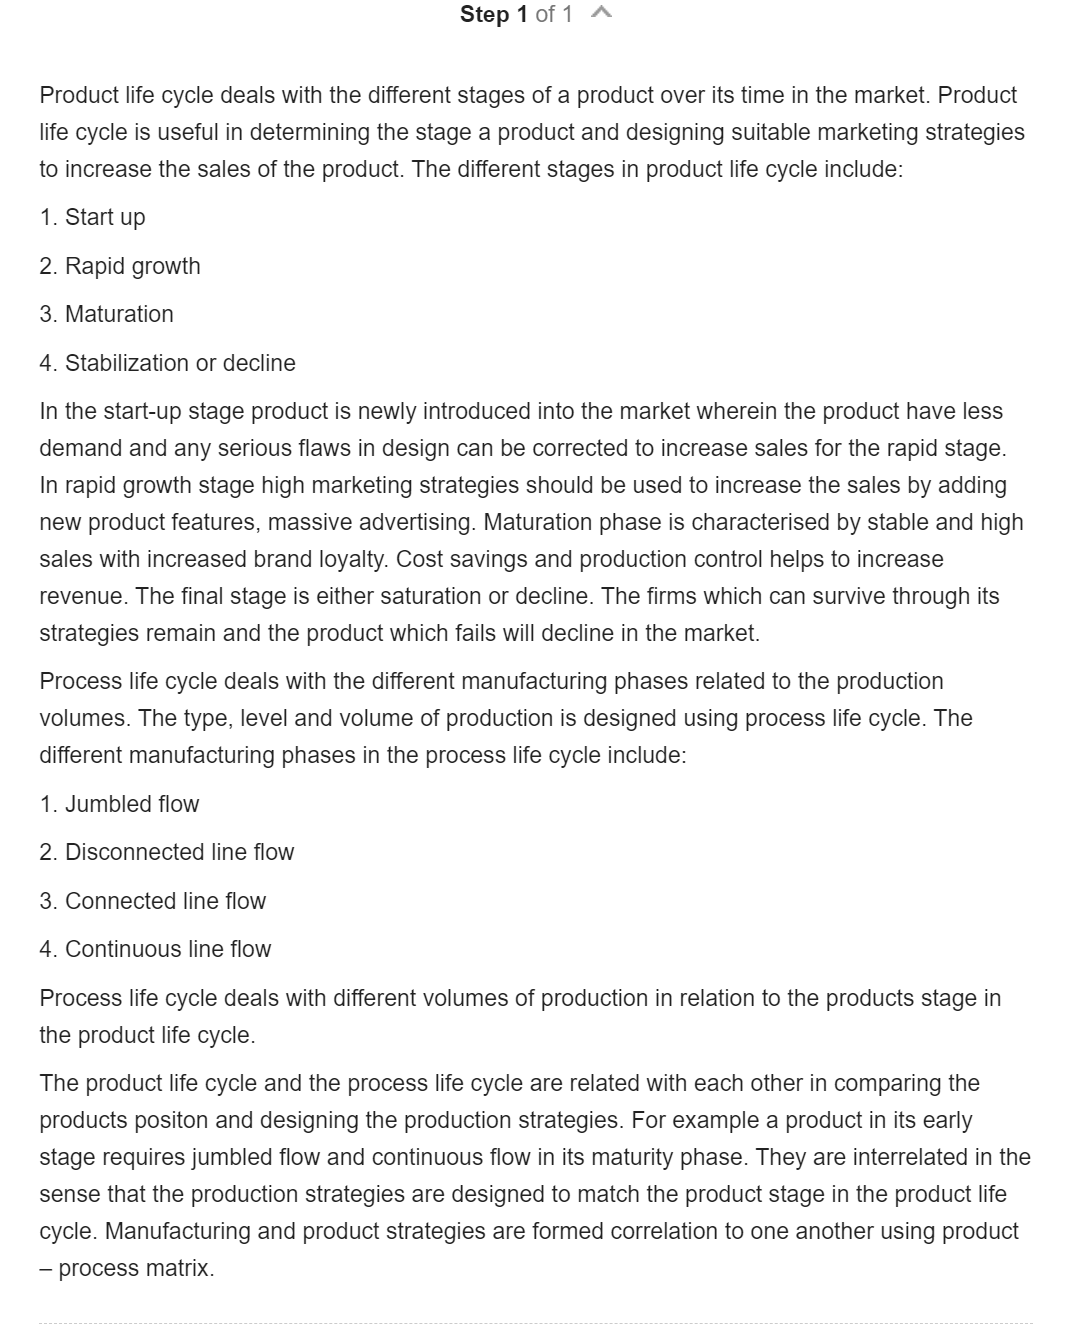 Step 1 of 1
Product life cycle deals with the different stages of a product over its time in the market. Product
life cycle is useful in determining the stage a product and designing suitable marketing strategies
to increase the sales of the product. The different stages in product life cycle include:
1. Start up
2. Rapid growth
3. Maturation
4. Stabilization or decline
In the start-up stage product is newly introduced into the market wherein the product have less
demand and any serious flaws in design can be corrected to increase sales for the rapid stage.
In rapid growth stage high marketing strategies should be used to increase the sales by adding
new product features, massive advertising. Maturation phase is characterised by stable and high
sales with increased brand loyalty. Cost savings and production control helps to increase
revenue. The final stage is either saturation or decline. The firms which can survive through its
strategies remain and the product which fails will decline in the market.
Process life cycle deals with the different manufacturing phases related to the production
volumes. The type, level and volume of production is designed using process life cycle. The
different manufacturing phases in the process life cycle include:
1. Jumbled flow
2. Disconnected line flow
3. Connected line flow
4. Continuous line flow
Process life cycle deals with different volumes of production in relation to the products stage in
the product life cycle.
The product life cycle and the process life cycle are related with each other in comparing the
products positon and designing the production strategies. For example a product in its early
stage requires jumbled flow and continuous flow in its maturity phase. They are interrelated in the
sense that the production strategies are designed to match the product stage in the product life
cycle. Manufacturing and product strategies are formed correlation to one another using product
– process matrix.